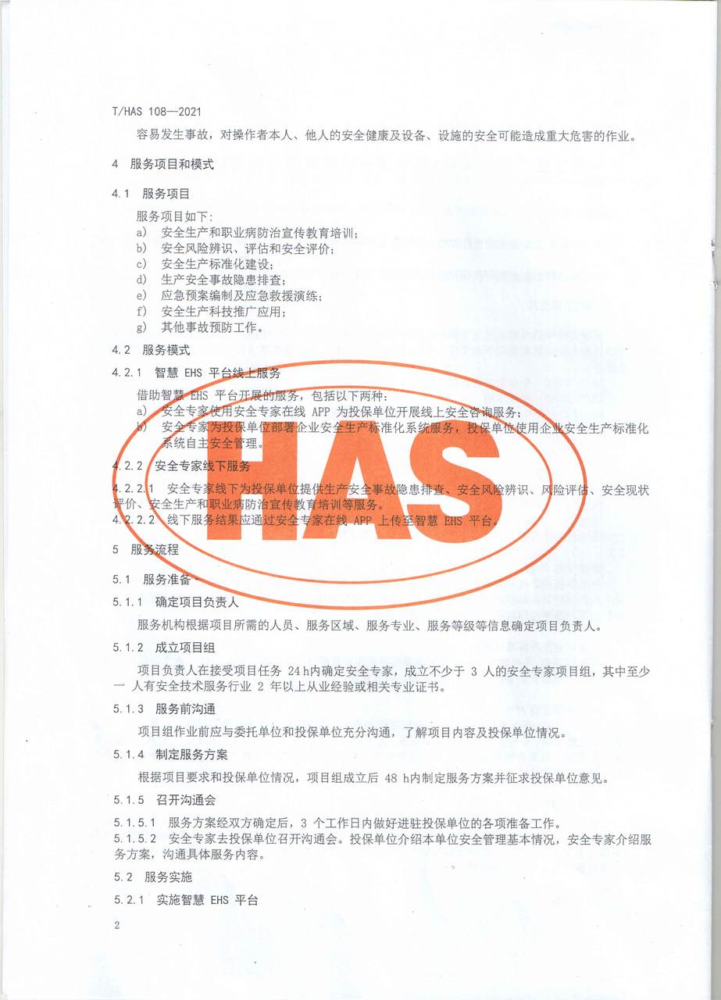 T/HAS 108—2021
容易发生事故，对操作者本人、他人的安全健康及设备、设施的安全可能造成重大危害的作业。
4 服务项目和模式
4.1 服务项目
服务项目如下:
a) 安全生产和职业病防治宣传教育培训；
b) 安全风险辨识、评估和安全评价；
c) 安全生产标准化建设；
d) 生产安全事故隐患排查；
e) 应急预案编制及应急救援演练；
f) 安全生产科技推广应用；
g) 其他事故预防工作。
4.2 服务模式
4.2.1 智慧 EHS 平台线上服务
借助智慧 EHS 平台开展的服务，包括以下两种：
a) 安全专家使用安全专家在线 APP 为投保单位开展线上安全咨询服务；
b) 安全专家为投保单位部署企业安全生产标准化系统服务，投保单位使用企业安全生产标准化
系统自主安全管理。
4.2.2 安全专家线下服务
4.2.2.1 安全专家线下为投保单位提供生产安全事故隐患排查、安全风险辨识、风险评估、安全现状
评价、安全生产和职业病防治宣传教育培训等服务。
4.2.2.2 线下服务结果应通过安全专家在线 APP 上传至智慧 EHS 平台。
HAS
5 服务流程
5.1 服务准备
5.1.1 确定项目负责人
服务机构根据项目所需的人员、服务区域、服务专业、服务等级等信息确定项目负责人。
5.1.2 成立项目组
项目负责人在接受项目任务 24 h内确定安全专家，成立不少于 3 人的安全专家项目组，其中至少
一 人有安全技术服务行业 2 年以上从业经验或相关专业证书。
5.1.3 服务前沟通
项目组作业前应与委托单位和投保单位充分沟通，了解项目内容及投保单位情况。
5.1.4 制定服务方案
根据项目要求和投保单位情况，项目组成立后 48 h内制定服务方案并征求投保单位意见。
5.1.5 召开沟通会
5.1.5.1 服务方案经双方确定后，3 个工作日内做好进驻投保单位的各项准备工作。
5.1.5.2 安全专家去投保单位召开沟通会。投保单位介绍本单位安全管理基本情况，安全专家介绍服
务方案，沟通具体服务内容。
5.2 服务实施
5.2.1 实施智慧 EHS 平台
2